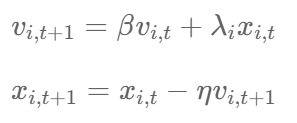 v_{i,t+1} = βv_{i,t} + λ_i x_{i,t}
x_{i,t+1} = x_{i,t} − ηv_{i,t+1}